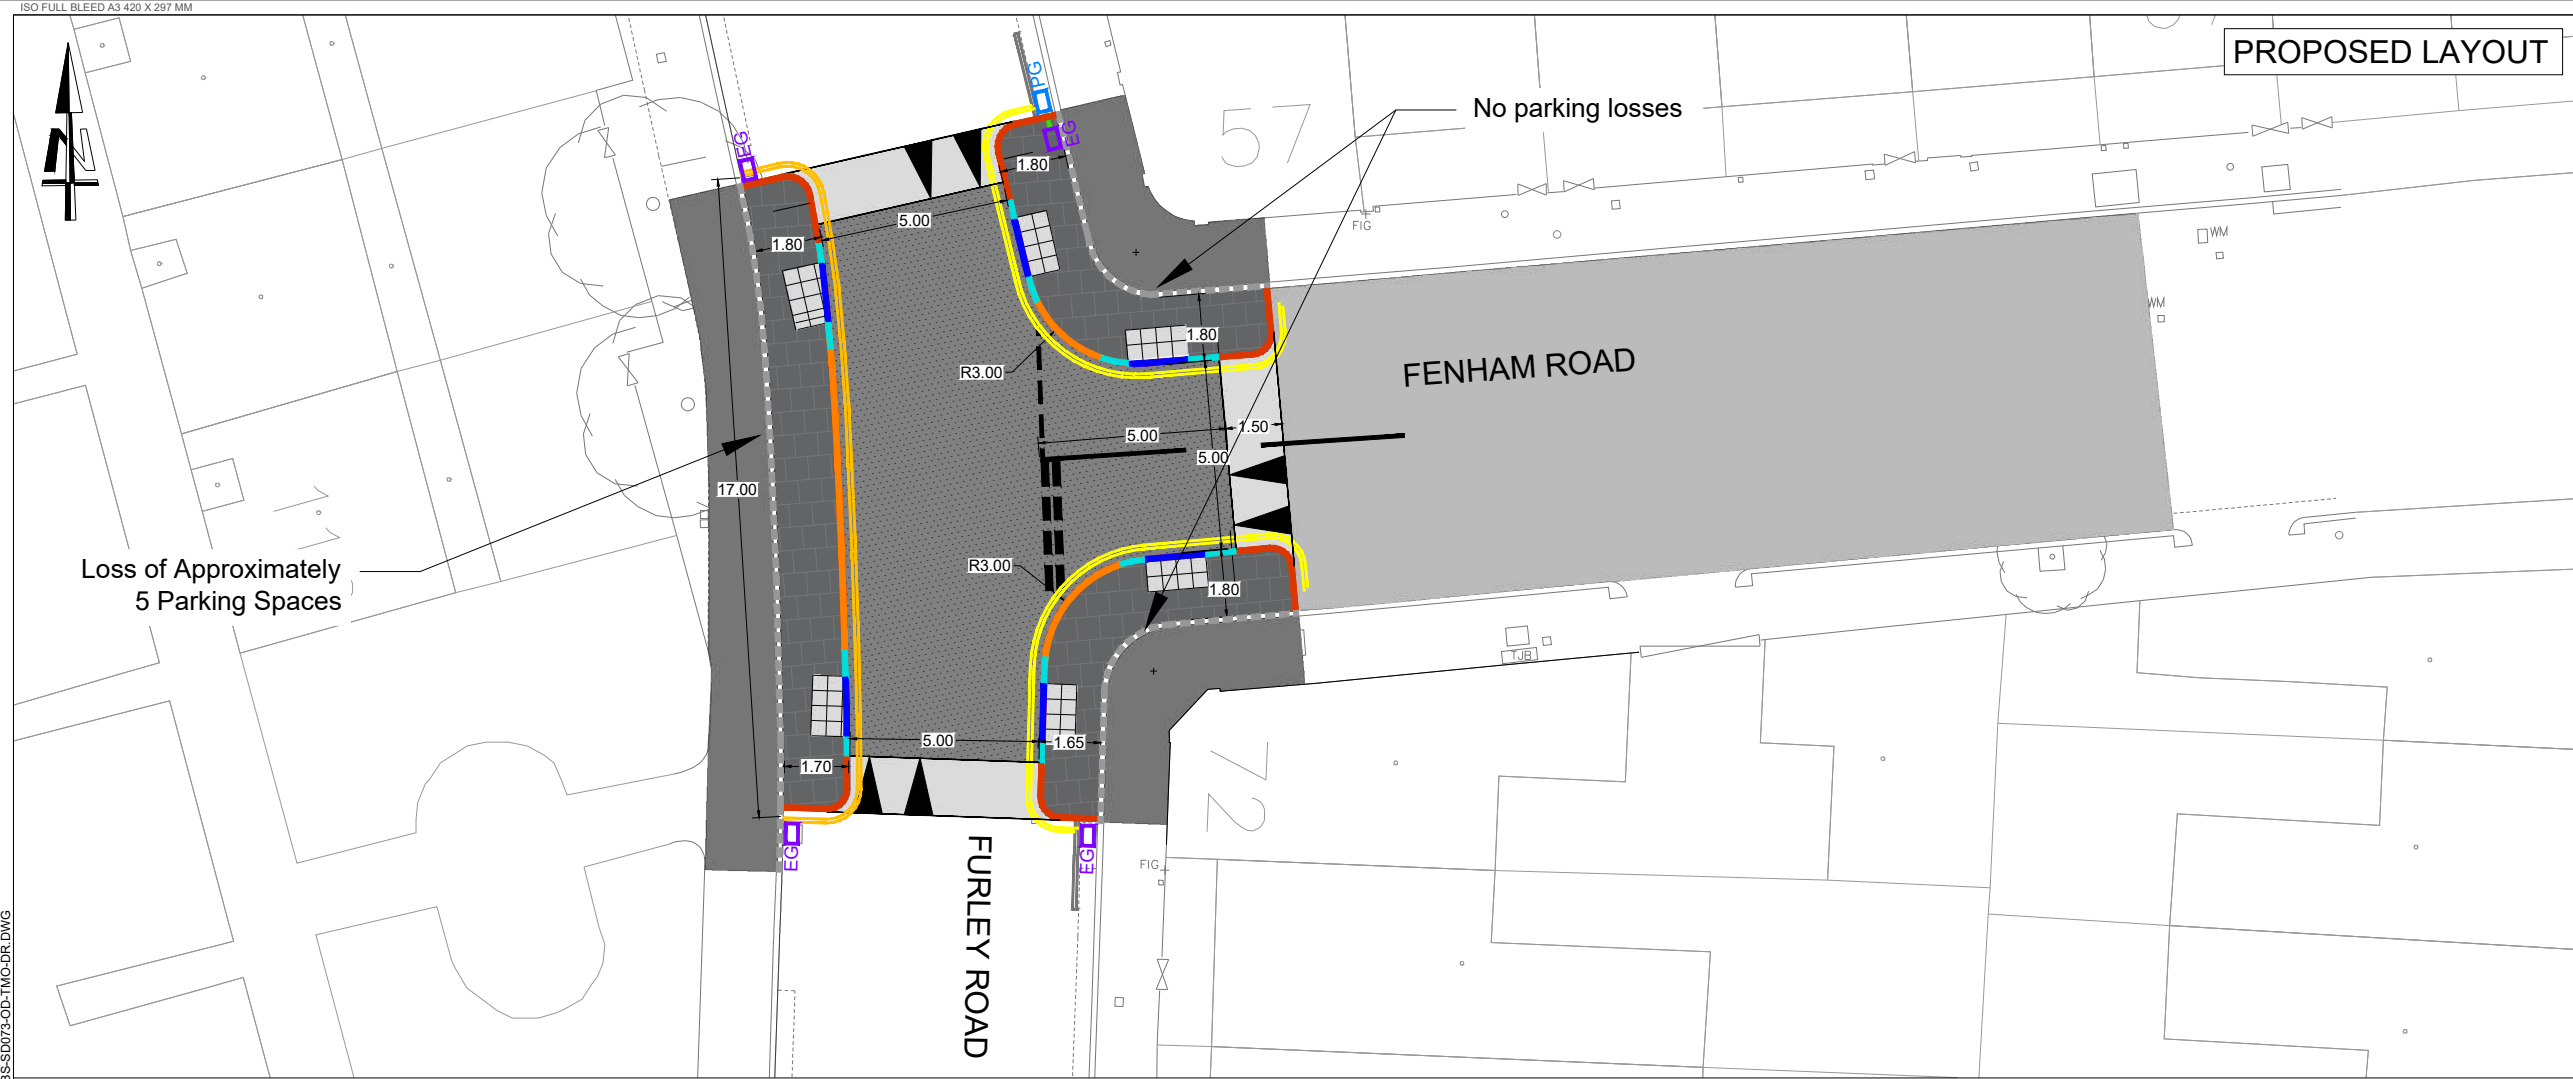 ISO FULL BLEED A3 420 X 297 MM
PROPOSED LAYOUT
N
No parking losses
PG
EG
EG
57
1.80
5.00
1.80
FIG
WM
WM
1.80
R3.00
FENHAM ROAD
5.00
1.50
5.00
17.00
Loss of Approximately
5 Parking Spaces
R3.00
1.80
TJB
5.00
1.65
1.70
EG
EG
FIG
FURLEY ROAD
BS-SD073-OD-TMO-DR.DWG